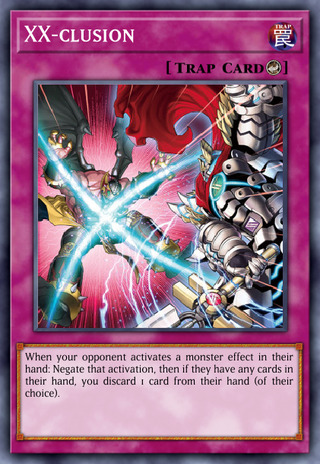 XX-clusion
TRAP
罠
[Trap Card]
When your opponent activates a monster effect in their
hand: Negate that activation, then if they have any cards in
their hand, you discard 1 card from their hand (of their
choice).